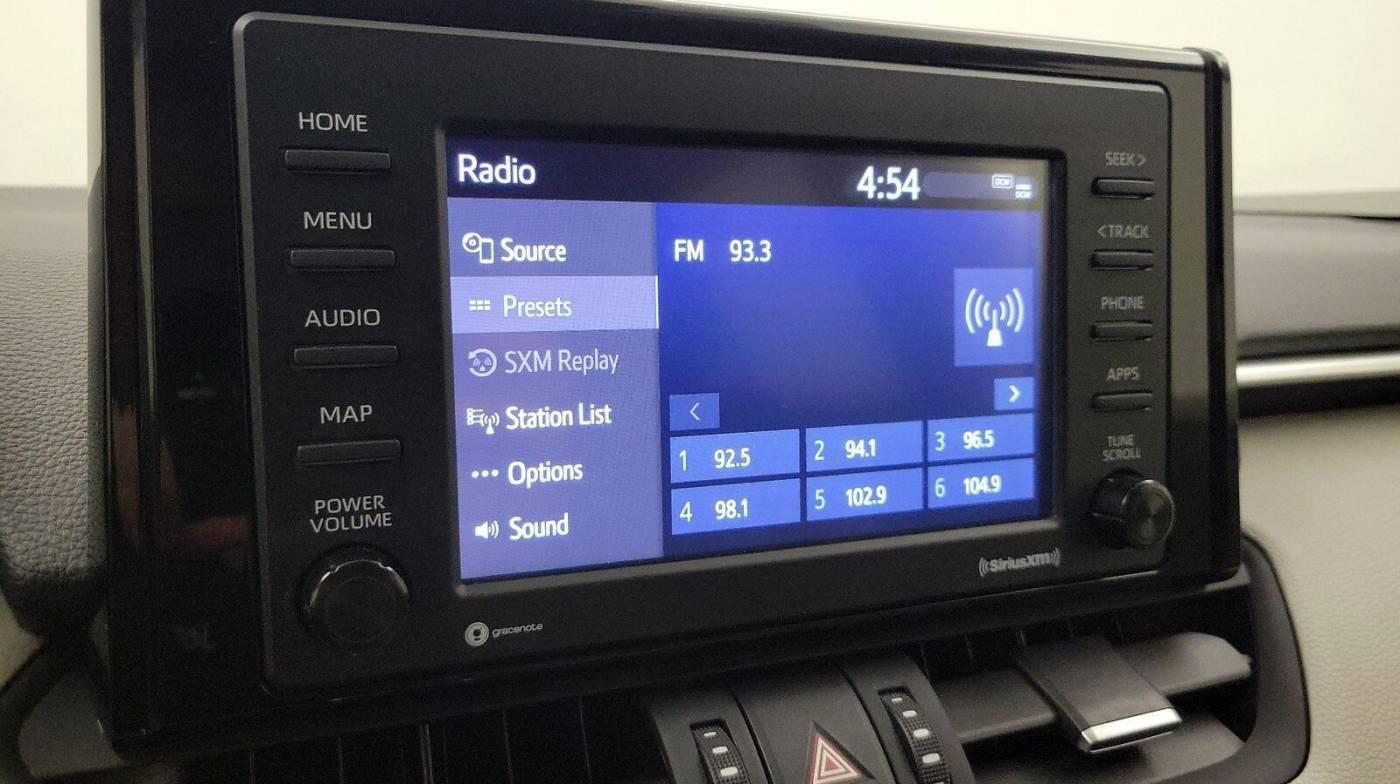 HOME
MENU
AUDIO
MAP
POWER
VOLUME
Radio
4:54
DCM
DCM
Source
Presets
SXM Replay
Station List
Options
Sound
FM 93.3
<
>
1 92.5
2 94.1
3 96.5
4 98.1
5 102.9
6 104.9
SEEK >
< TRACK
PHONE
APPS
TUNE
SCROLL
gracenote
SiriusXM